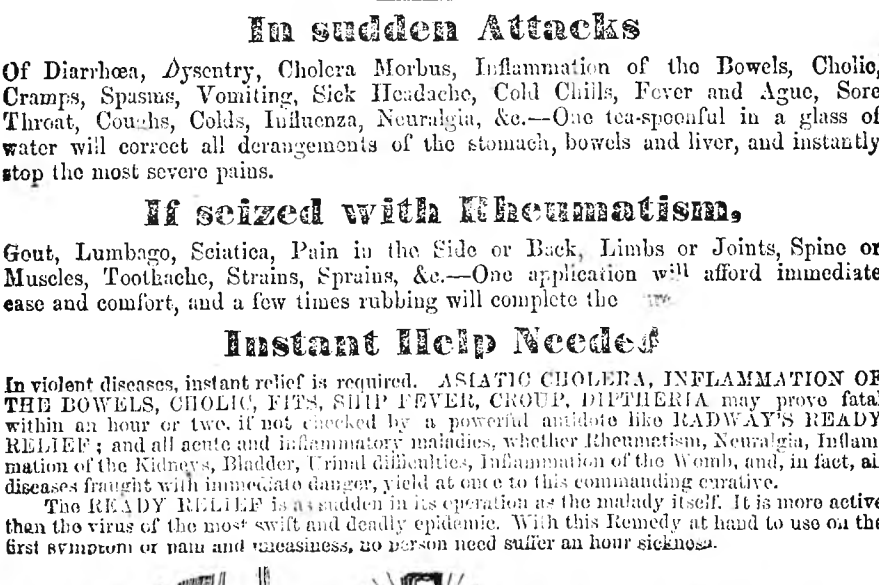 In sudden Attacks
Of Diarrhœa, Dysentry, Cholera Morbus, Inflammation of the Bowels, Cholic,
Cramps, Spasms, Vomiting, Sick Headache, Cold Chills, Fever and Ague, Sore
Throat, Coughs, Colds, Influenza, Neuralgia, &c.—One tea-spoonful in a glass of
water will correct all derangements of the stomach, bowels and liver, and instantly
stop the most severe pains.
If seized with Rheumatism,
Gout, Lumbago, Sciatica, Pain in the Side or Back, Limbs or Joints, Spine or
Muscles, Toothache, Strains, Sprains, &c.—One application will afford immediate
ease and comfort, and a few times rubbing will complete the
Instant Help Needed
In violent diseases, instant relief is required. ASIATIC CHOLERA, INFLAMMATION OF
THE BOWELS, CHOLIC, FITS, SHIP FEVER, CROUP, DIPTHERIA may prove fatal
within an hour or two, if not checked by a powerful antidote like RADWAY'S READY
RELIEF; and all acute and inflammatory maladies, whether Rheumatism, Neuralgia, Inflam
mation of the Kidneys, Bladder, Urinal difficulties, Inflammation of the Womb, and, in fact, all
diseases fraught with immediate danger, yield at once to this commanding curative.
The READY RELIEF is as sudden in its operation as the malady itself. It is more active
than the virus of the most swift and deadly epidemic. With this Remedy at hand to use on the
first symptom or pain and uneasiness, no person need suffer an hour sickness.